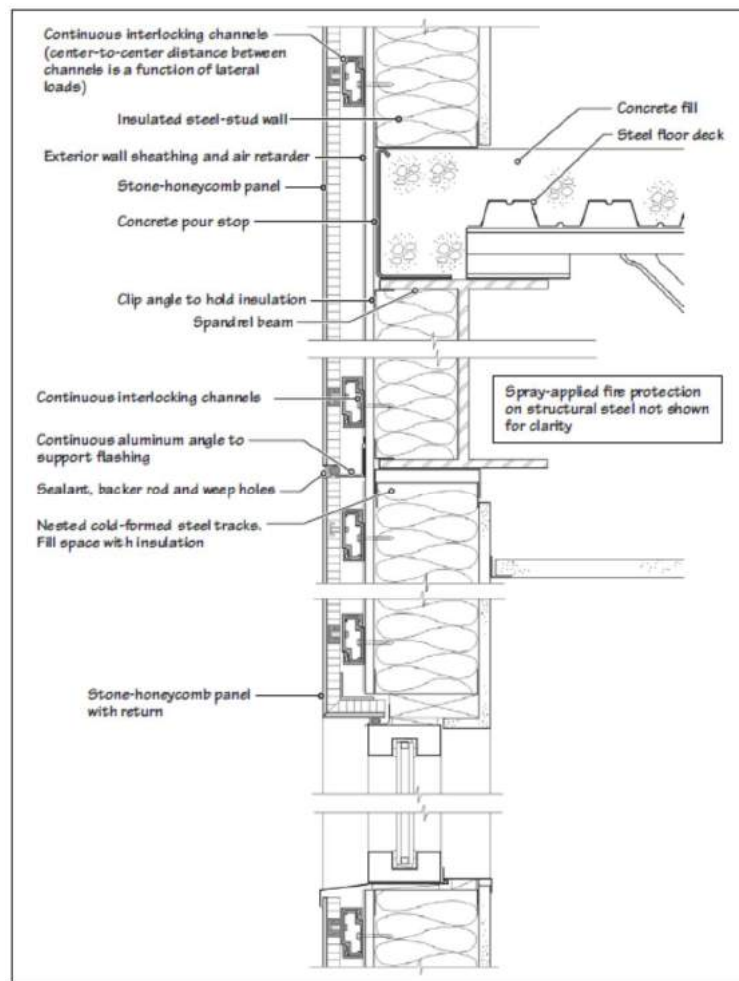 Continuous interlocking channels
(center-to-center distance between
channels is a function of lateral
loads)
Insulated steel-stud wall
Exterior wall sheathing and air retarder
Stone-honeycomb panel
Concrete pour stop
Concrete fill
Steel floor deck
Clip angle to hold insulation
Spandrel beam
Continuous interlocking channels
Continuous aluminum angle to
support flashing
Sealant, backer rod and weep holes
Nested cold-formed steel tracks.
Fill space with insulation
Spray-applied fire protection
on structural steel not shown
for clarity
Stone-honeycomb panel
with return